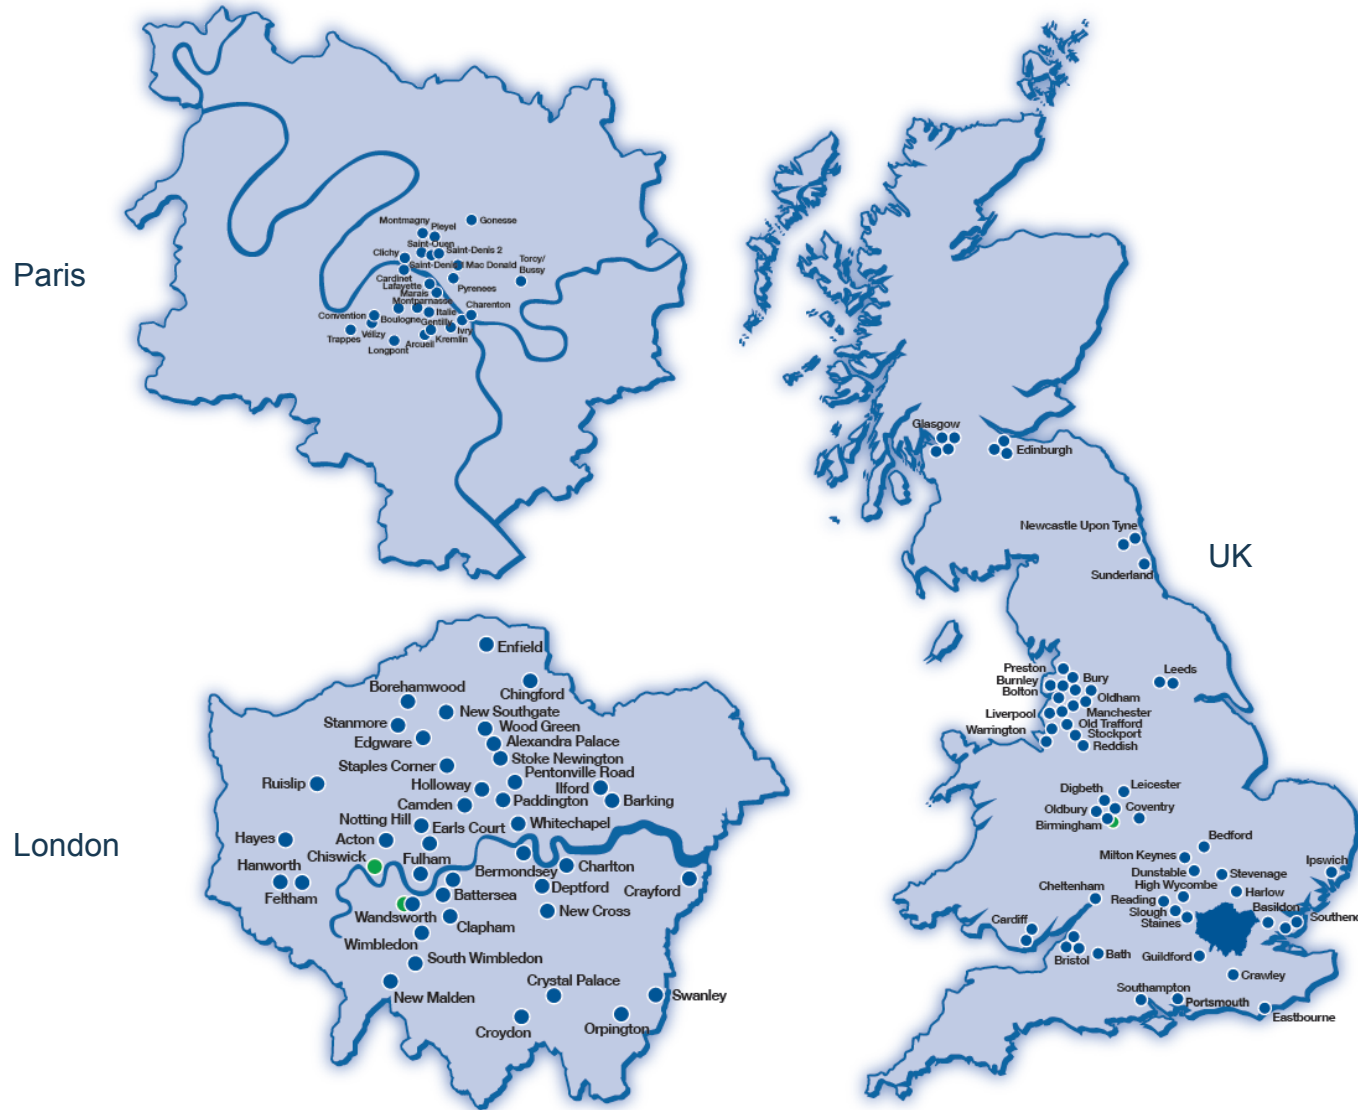 Paris
Montmagny
Pleyel
Gonesse
Saint-Ouen
Saint-Denis 2
Clichy
Saint-Denis
Mac Donald
Torcy/
Bussy
Cardinet
Lafayette
Pyrenees
Marais
Montparnasse
Charenton
Convention
Boulogne
Italie
Gentilly
Ivry
Trappes
Vélizy
Kremlin
Arcueil
Longpont
UK
Glasgow
Edinburgh
Newcastle Upon Tyne
Sunderland
Preston
Bury
Leeds
Burnley
Bolton
Oldham
Liverpool
Manchester
Old Trafford
Warrington
Stockport
Reddish
Digbeth
Leicester
Oldbury
Coventry
Birmingham
Bedford
Milton Keynes
Ipswich
Dunstable
Stevenage
Cheltenham
High Wycombe
Harlow
Reading
Slough
Basildon
Staines
Southend
Cardiff
Bristol
Bath
Guildford
Crawley
Southampton
Portsmouth
Eastbourne
London
Enfield
Chingford
Borehamwood
New Southgate
Stanmore
Wood Green
Edgware
Alexandra Palace
Stoke Newington
Staples Corner
Pentonville Road
Ruislip
Holloway
Ilford
Camden
Paddington
Barking
Notting Hill
Earls Court
Whitechapel
Hayes
Acton
Chiswick
Fulham
Hanworth
Bermondsey
Charlton
Feltham
Battersea
Deptford
Crayford
Wandsworth
Clapham
New Cross
Wimbledon
South Wimbledon
Crystal Palace
New Malden
Swanley
Croydon
Orpington